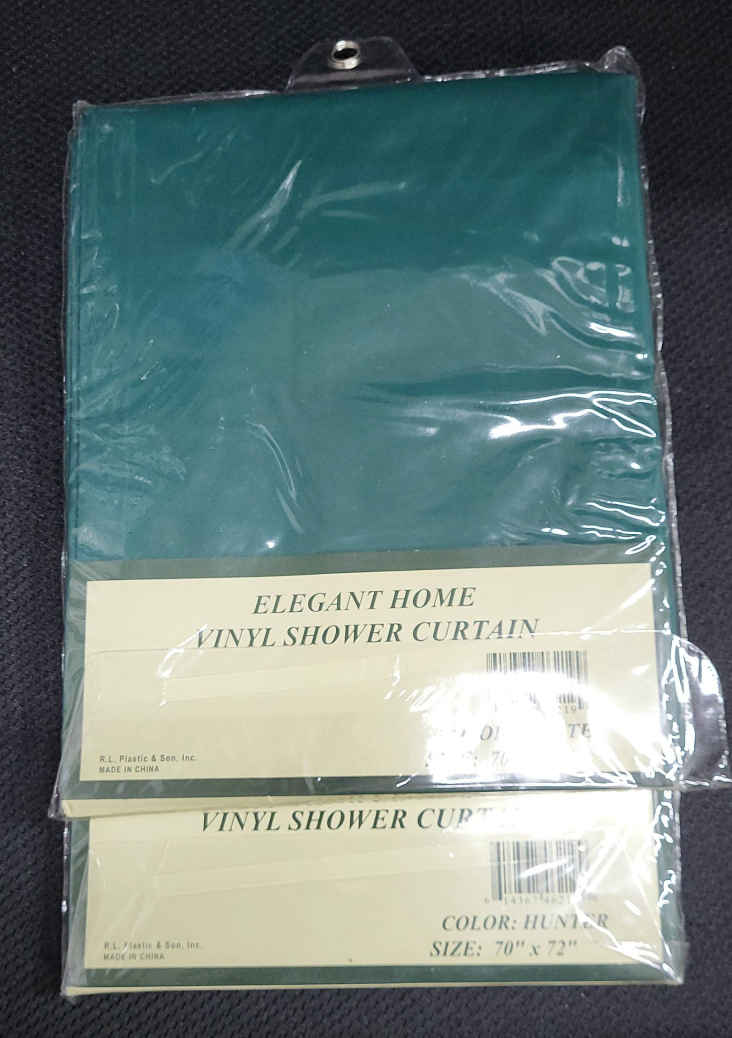 ELEGANT HOME
VINYL SHOWER CURTAIN
R.L. Plastic & Son, Inc.
MADE IN CHINA
VINYL SHOWER
COLOR: HUNTER
SIZE: 70" x 72"
R.L. Plastic & Son, Inc.
MADE IN CHINA